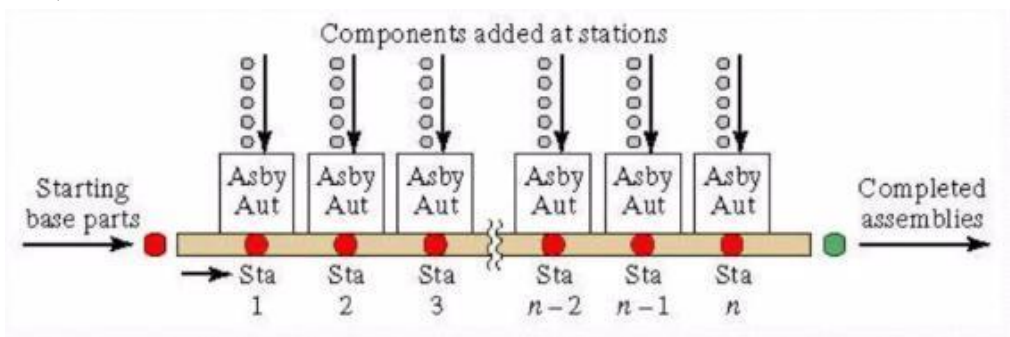 Components added at stations
Asby Asby Asby Asby Asby Asby
Aut Aut Aut Aut Aut Aut
Starting
base parts
Completed
assemblies
Sta Sta Sta Sta Sta Sta
1 2 3 n – 2 n – 1 n